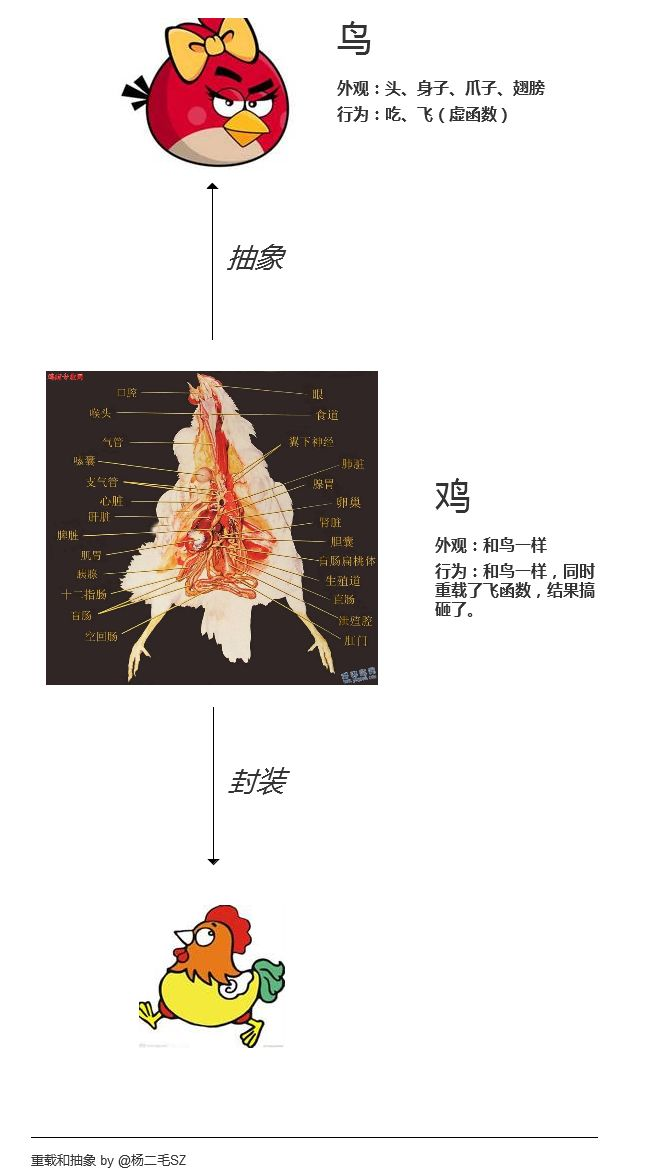 鸟
外观：头、身子、爪子、翅膀
行为：吃、飞（虚函数）
抽象
口腔
眼
喉头
食道
气管
翼下神经
嗉囊
肺脏
支气管
腺胃
心脏
卵巢
肝脏
肾脏
脾脏
胆囊
肌胃
盲肠扁桃体
胰腺
生殖道
十二指肠
直肠
盲肠
泄殖腔
空回肠
肛门
鸡
外观：和鸟一样
行为：和鸟一样，同时
重载了飞函数，结果搞
砸了。
封装
重载和抽象 by @杨二毛SZ